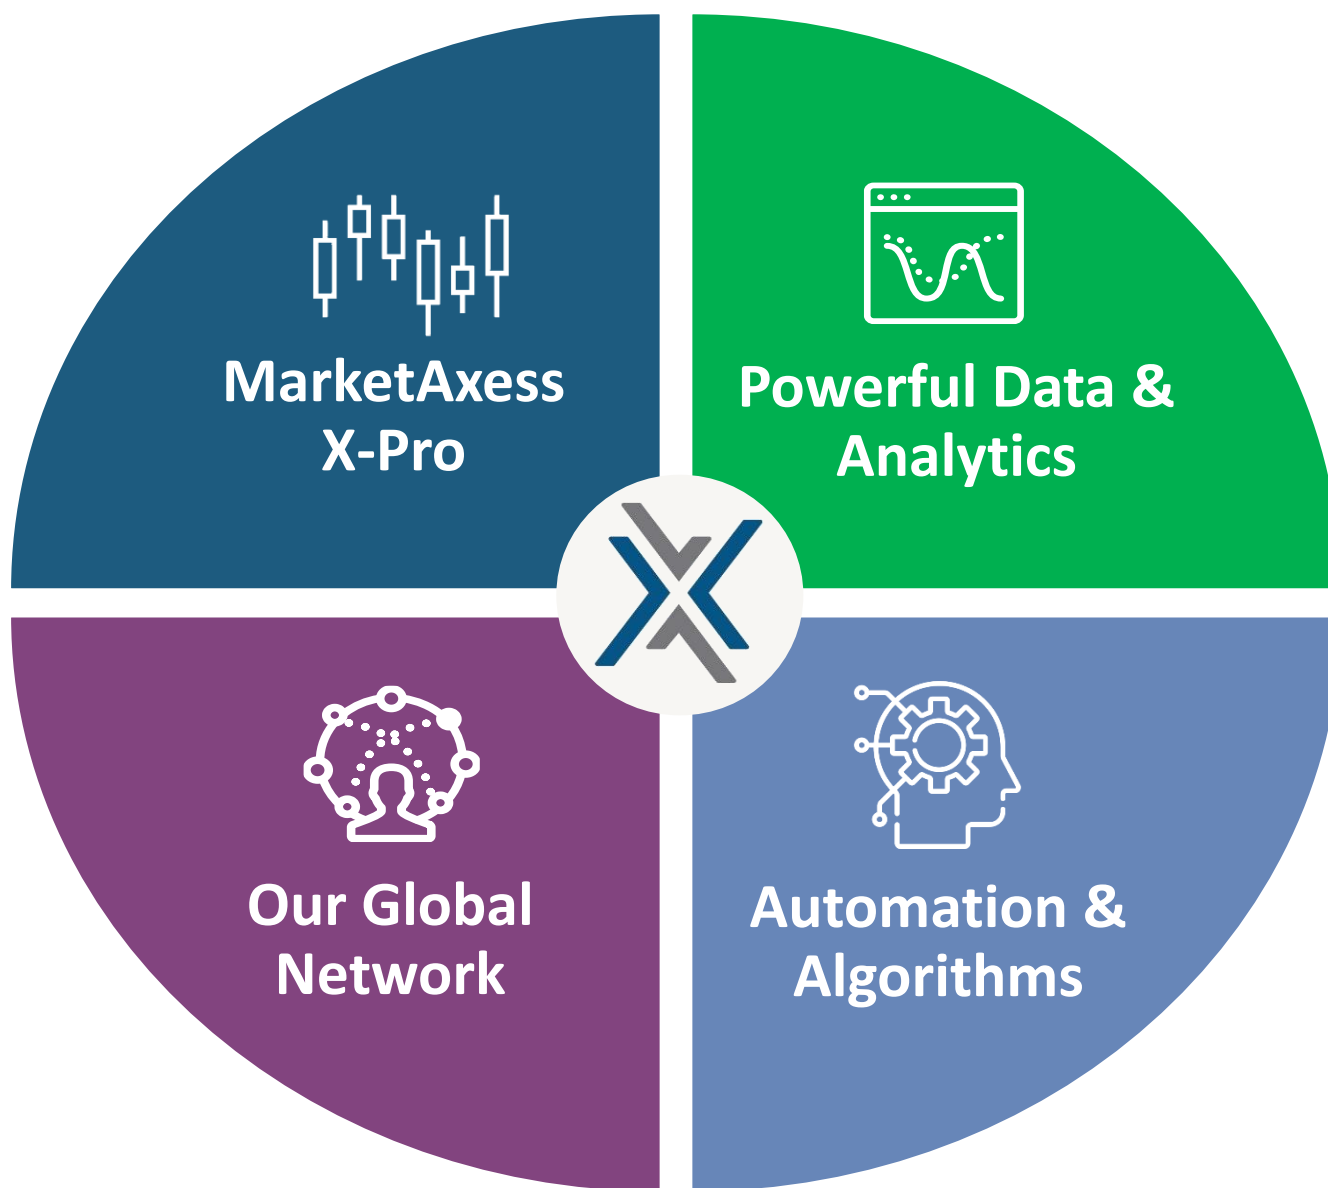 MarketAxess
X-Pro
Powerful Data &
Analytics
Our Global
Network
Automation &
Algorithms